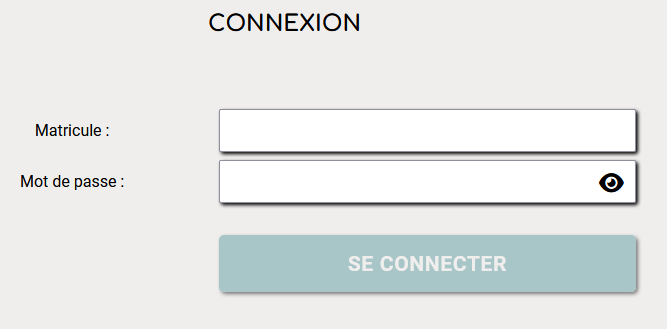 CONNEXION
Matricule :
Mot de passe :
SE CONNECTER